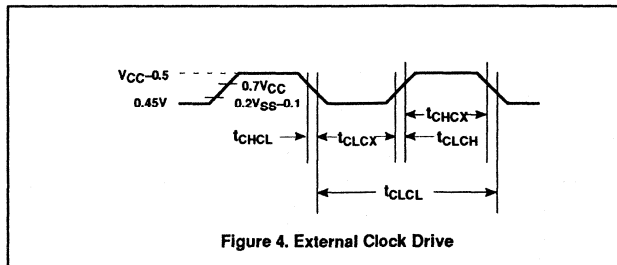 VCC–0.5
0.7VCC
0.45V
0.2VSS–0.1
tCHCX
tCHCL
tCLCX
tCLCH
tCLCL
Figure 4. External Clock Drive